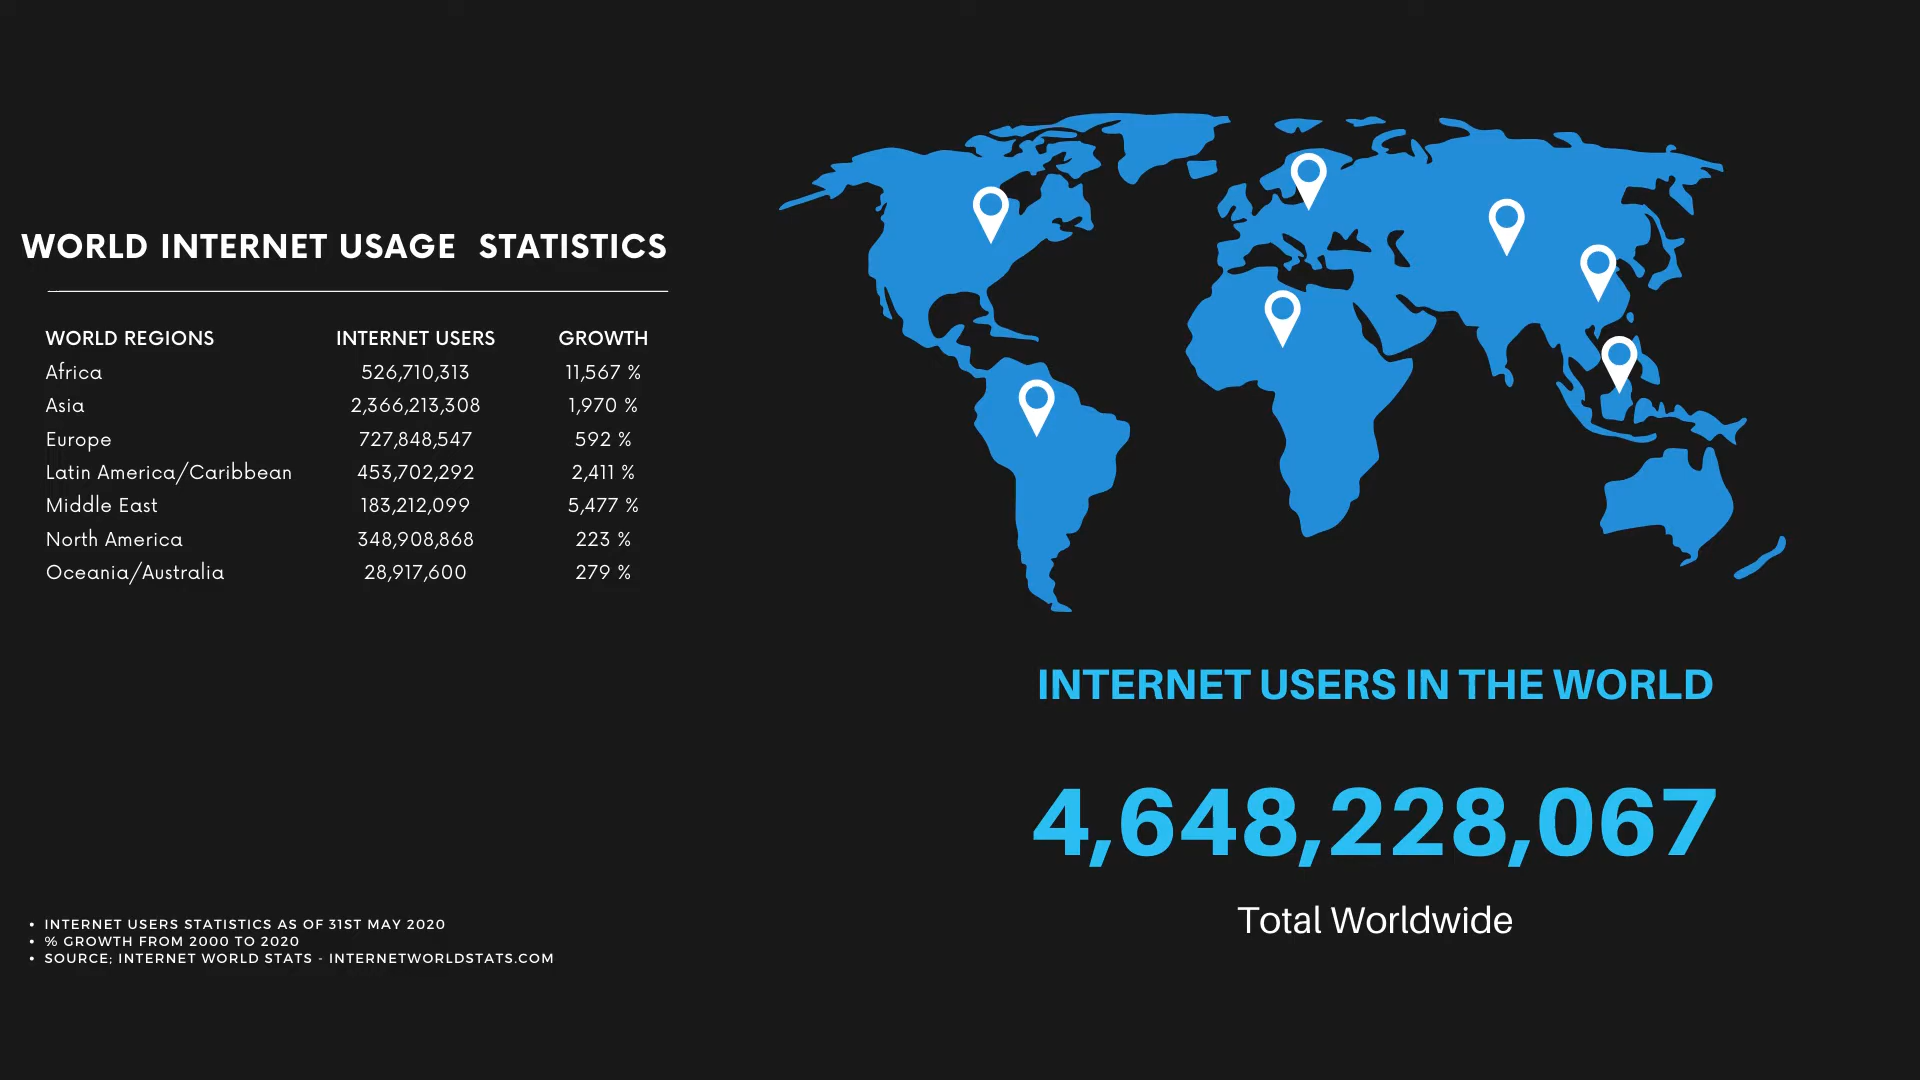 WORLD INTERNET USAGE STATISTICS
WORLD REGIONS INTERNET USERS GROWTH
Africa 526,710,313 11,567 %
Asia 2,366,213,308 1,970 %
Europe 727,848,547 592 %
Latin America/Caribbean 453,702,292 2,411 %
Middle East 183,212,099 5,477 %
North America 348,908,868 223 %
Oceania/Australia 28,917,600 279 %
INTERNET USERS IN THE WORLD
4,648,228,067
Total Worldwide
• INTERNET USERS STATISTICS AS OF 31ST MAY 2020
• % GROWTH FROM 2000 TO 2020
• SOURCE; INTERNET WORLD STATS - INTERNETWORLDSTATS.COM